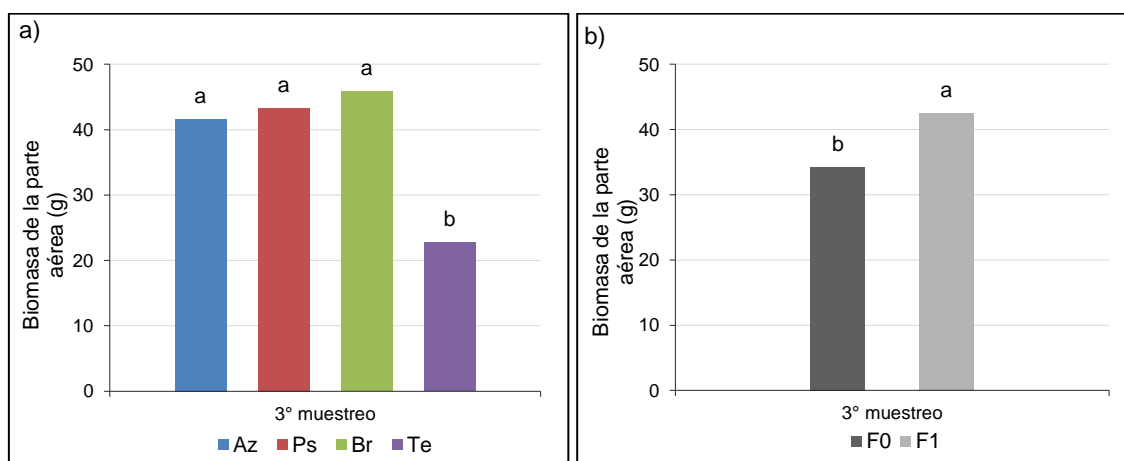 a)
50
40
30
20
10
0
Biomasa de la parte
aérea (g)
a
a
a
b
3° muestreo
Az Ps Br Te
b)
50
40
30
20
10
0
Biomasa de la parte
aérea (g)
b
a
3° muestreo
F0 F1